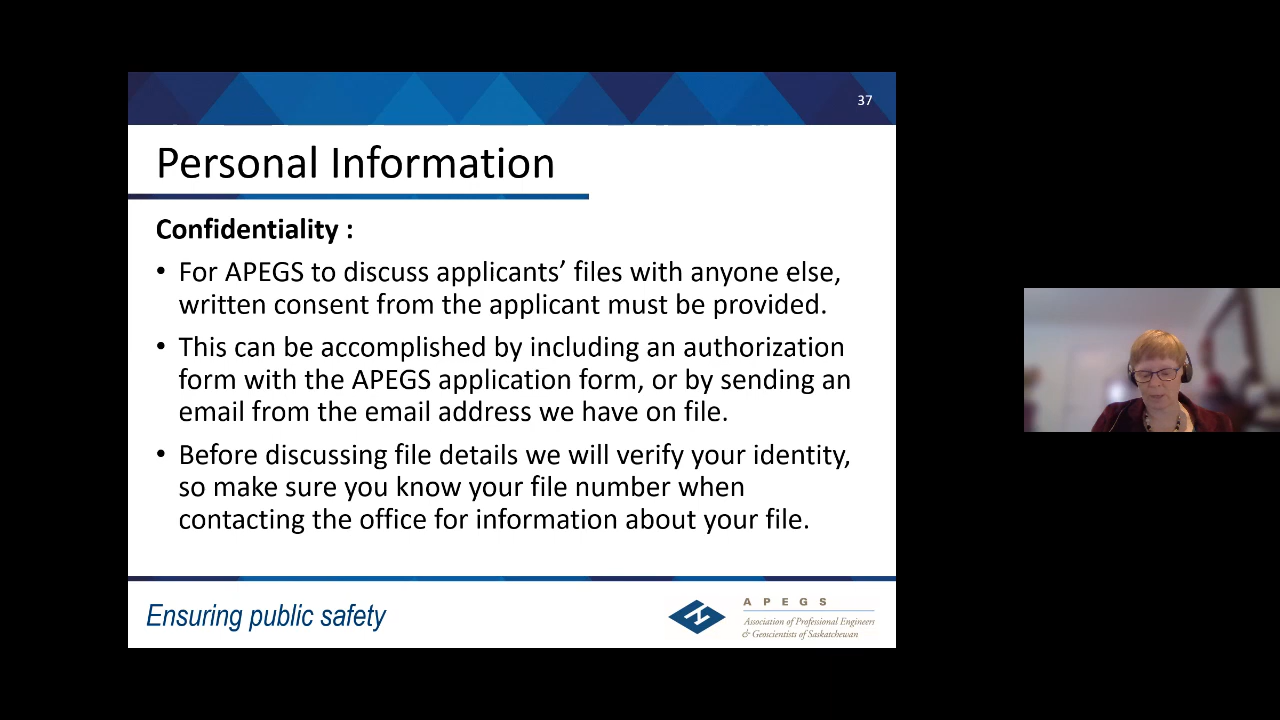 37
Personal Information
Confidentiality :
• For APEGS to discuss applicants’ files with anyone else,
written consent from the applicant must be provided.
• This can be accomplished by including an authorization
form with the APEGS application form, or by sending an
email from the email address we have on file.
• Before discussing file details we will verify your identity,
so make sure you know your file number when
contacting the office for information about your file.
Ensuring public safety
A P E G S
Association of Professional Engineers
& Geoscientists of Saskatchewan